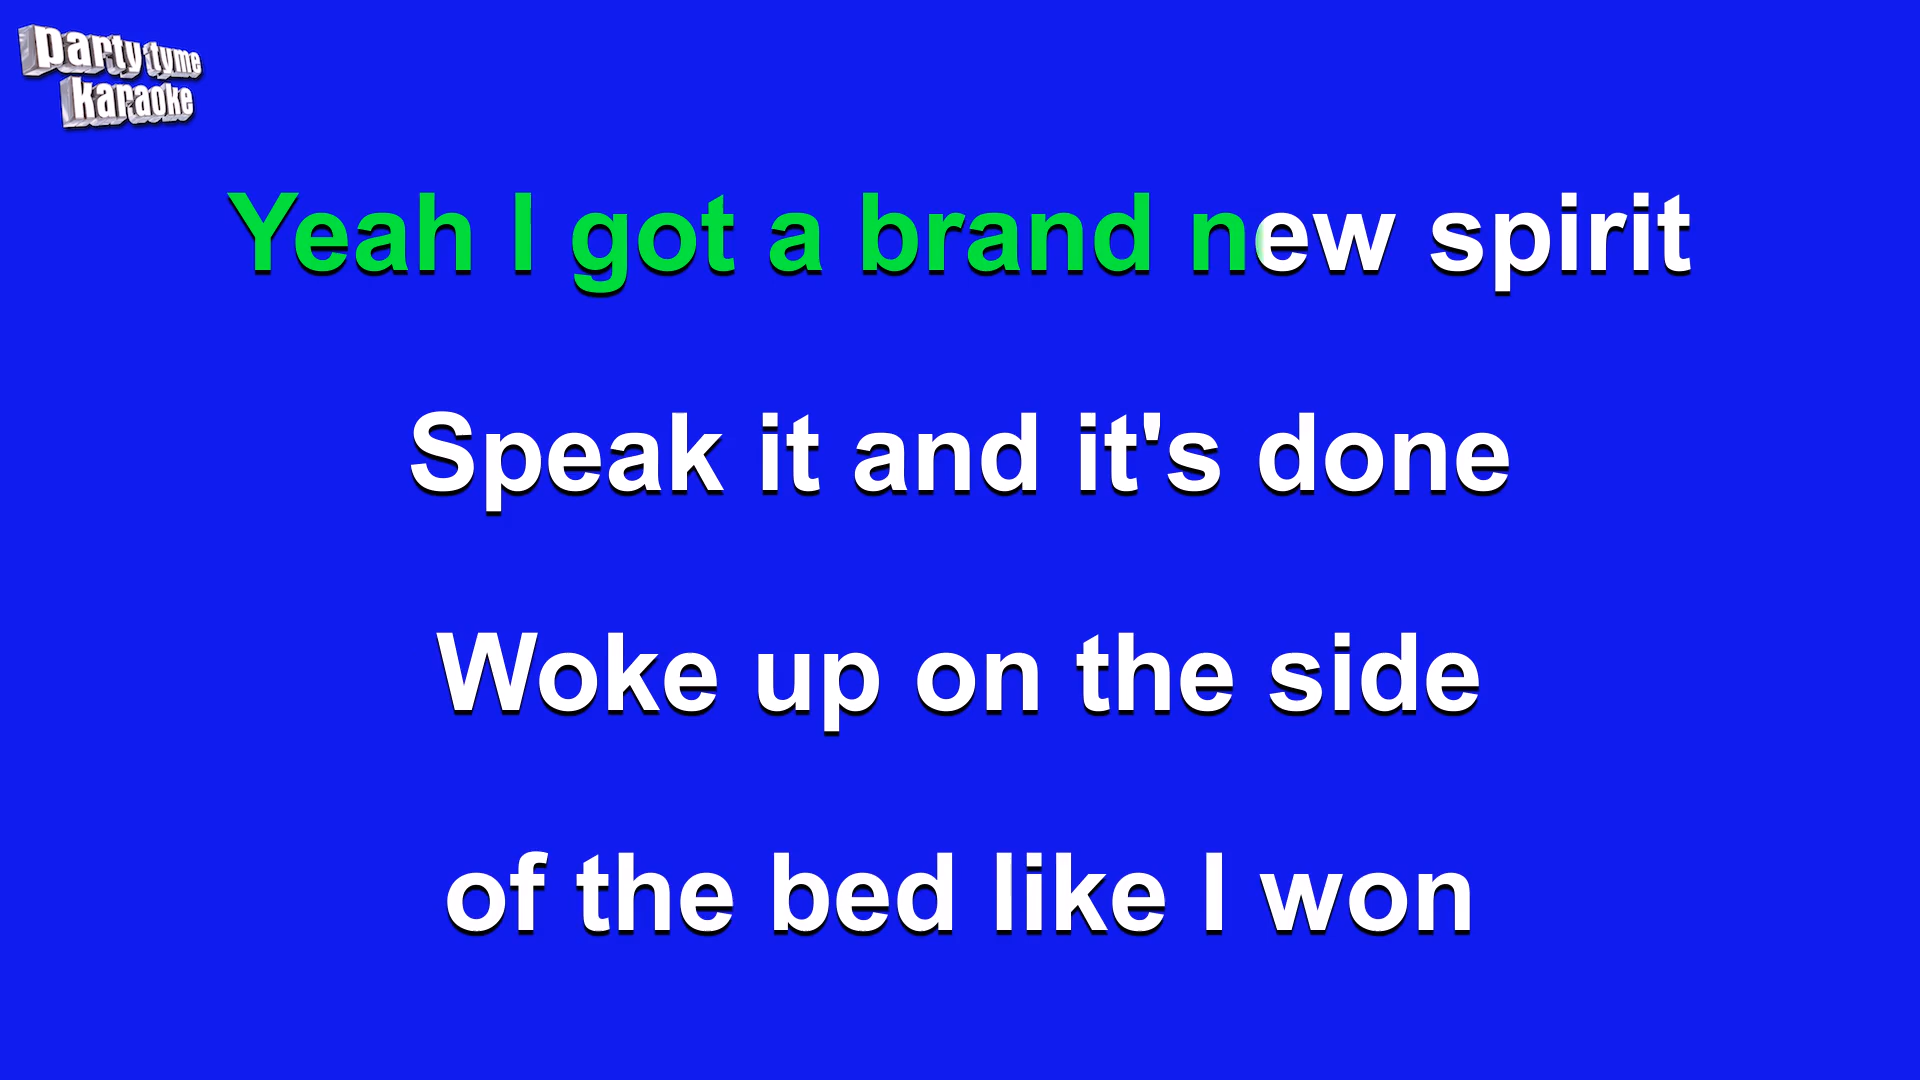 party tyme
karaoke
Yeah I got a brand new spirit
Speak it and it's done
Woke up on the side
of the bed like I won